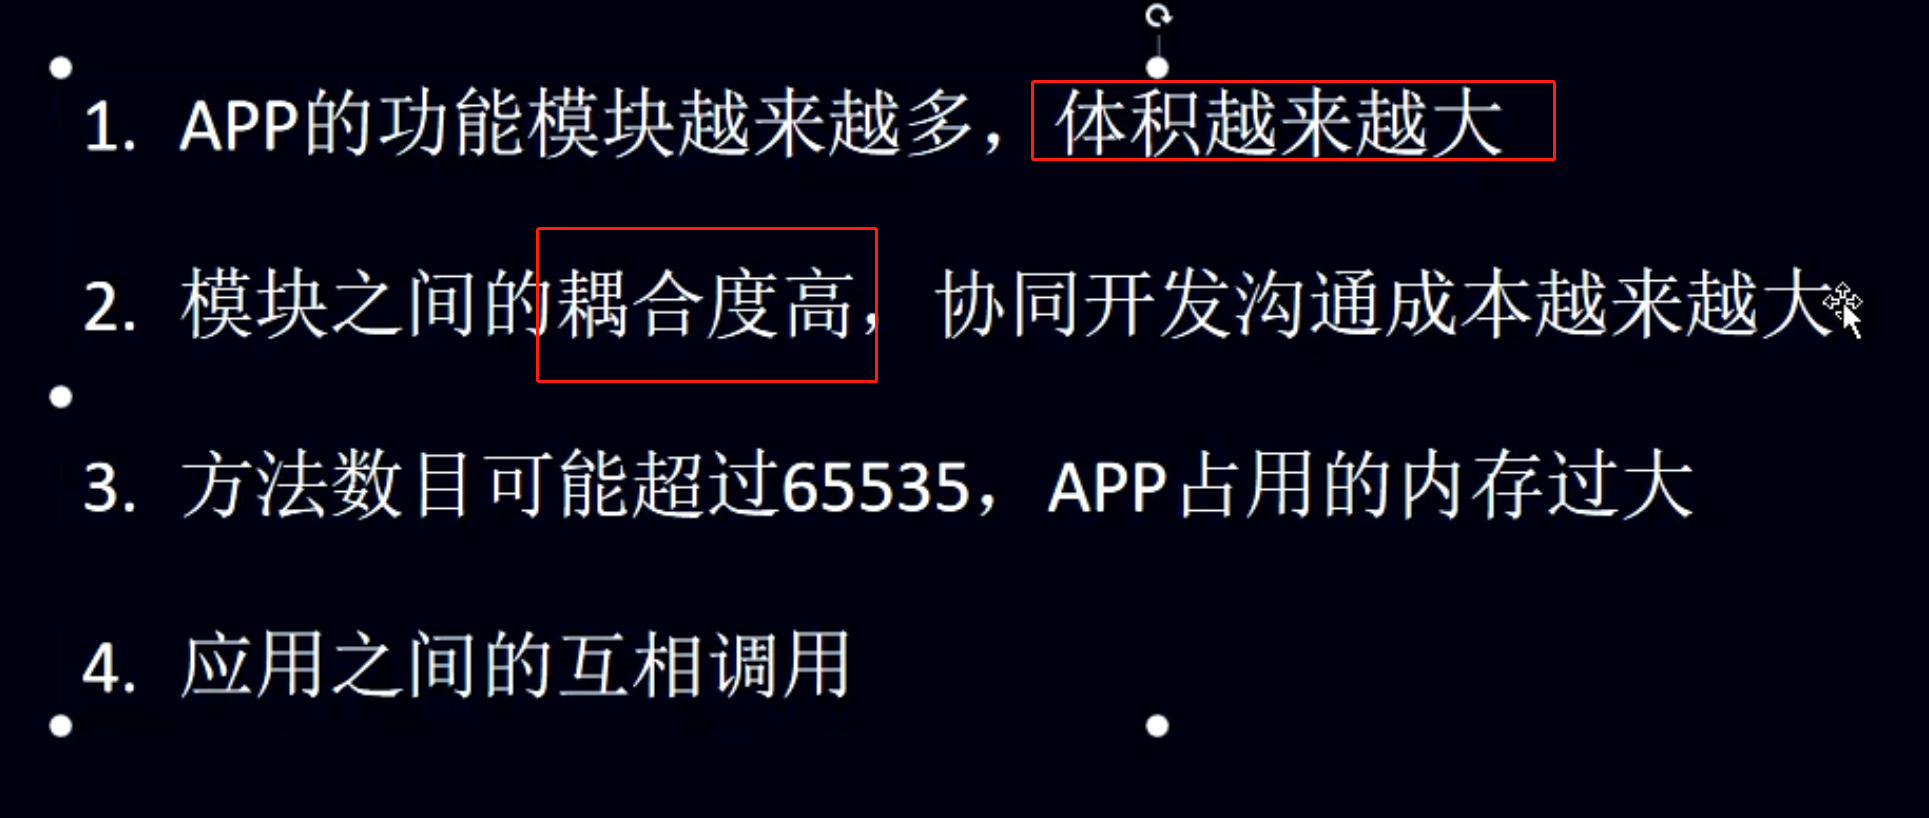 1. APP的功能模块越来越多，体积越来越大
2. 模块之间的耦合度高， 协同开发沟通成本越来越大
3. 方法数目可能超过65535，APP占用的内存过大
4. 应用之间的互相调用